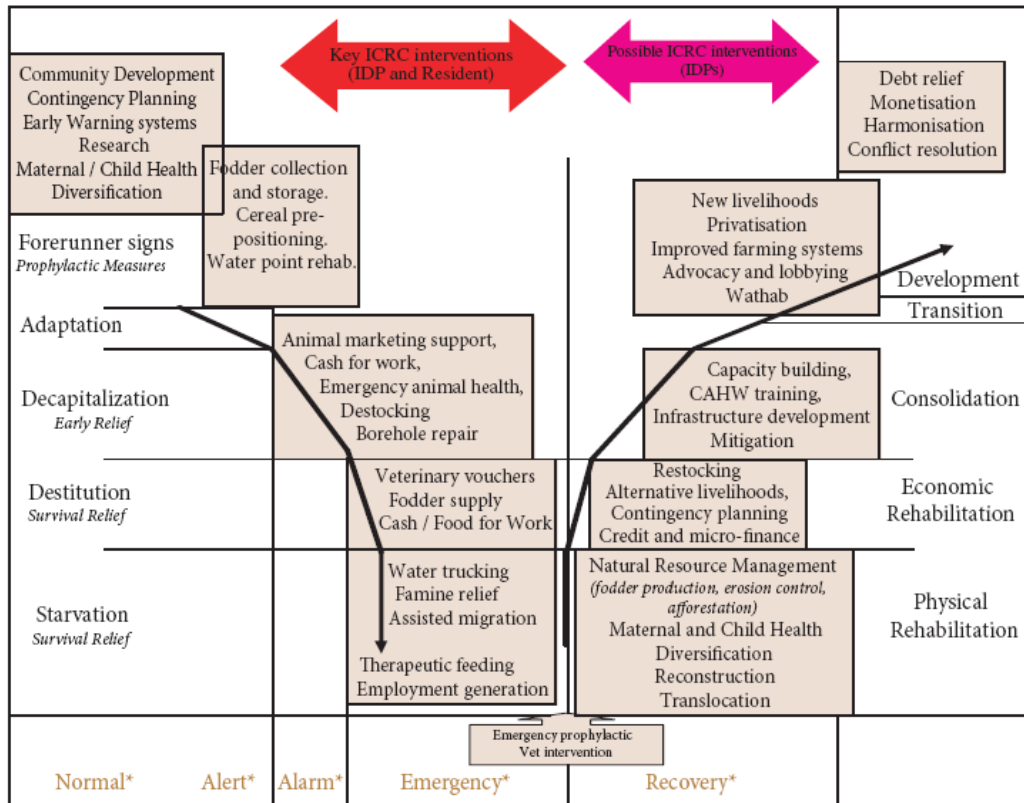 Key ICRC interventions
(IDP and Resident)
Possible ICRC interventions
(IDPs)
Community Development
Contingency Planning
Early Warning systems
Research
Maternal / Child Health
Diversification
Fodder collection
and storage.
Cereal pre-
positioning.
Water point rehab.
Debt relief
Monetisation
Harmonisation
Conflict resolution
New livelihoods
Privatisation
Improved farming systems
Advocacy and lobbying
Wathab
Forerunner signs
Prophylactic Measures
Development
Transition
Adaptation
Animal marketing support,
Cash for work,
Emergency animal health,
Destocking
Borehole repair
Decapitalization
Early Relief
Capacity building,
CAHW training,
Infrastructure development
Mitigation
Consolidation
Destitution
Survival Relief
Veterinary vouchers
Fodder supply
Cash / Food for Work
Restocking
Alternative livelihoods,
Contingency planning
Credit and micro-finance
Economic
Rehabilitation
Starvation
Survival Relief
Water trucking
Famine relief
Assisted migration
Therapeutic feeding
Employment generation
Natural Resource Management
(fodder production, erosion control,
afforestation)
Maternal and Child Health
Diversification
Reconstruction
Translocation
Physical
Rehabilitation
Emergency prophylactic
Vet intervention
Normal*
Alert*
Alarm*
Emergency*
Recovery*